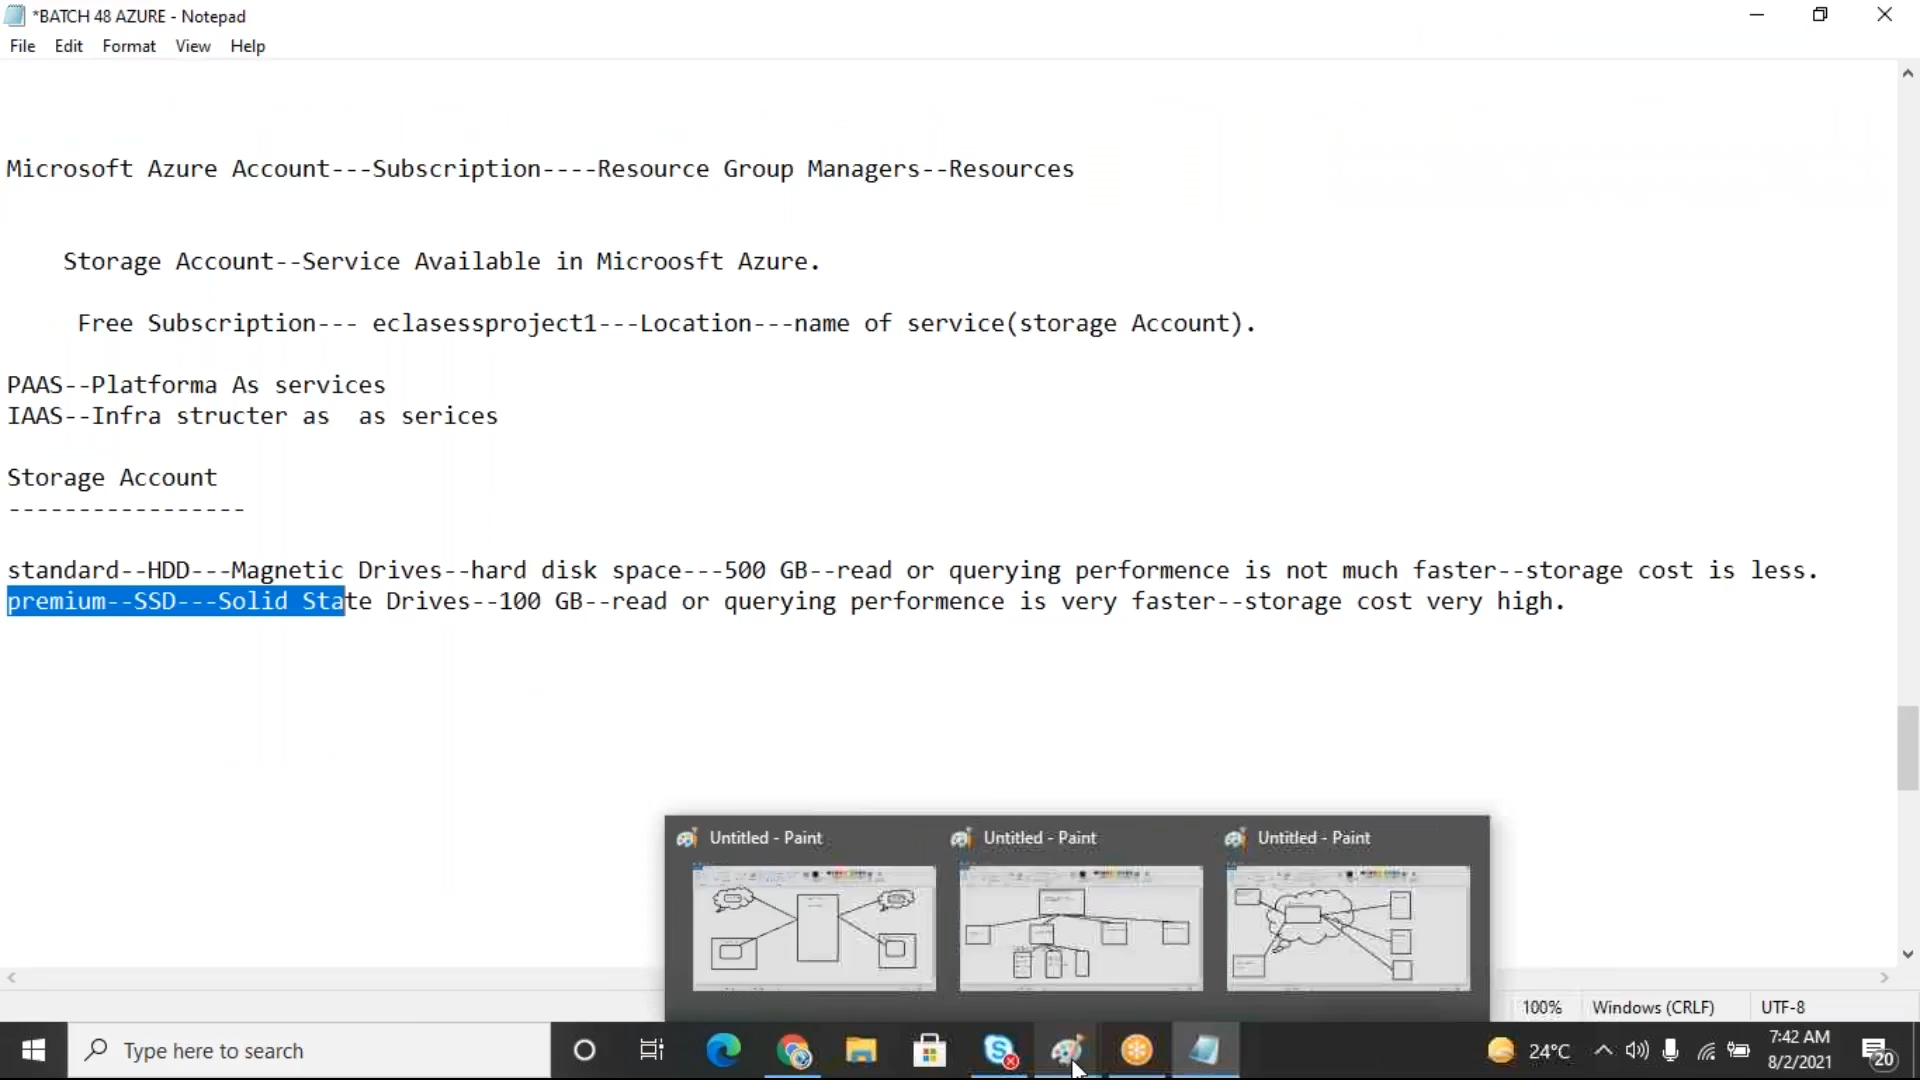 *BATCH 48 AZURE - Notepad
File Edit Format View Help
Microsoft Azure Account---Subscription----Resource Group Managers--Resources
Storage Account--Service Available in Microosft Azure.
Free Subscription--- eclasessproject1---Location---name of service(storage Account).
PAAS--Platforma As services
IAAS--Infra structer as  as serices
Storage Account
-----------------
standard--HDD---Magnetic Drives--hard disk space---500 GB--read or querying performence is not much faster--storage cost is less.
premium--SSD---Solid State Drives--100 GB--read or querying performence is very faster--storage cost very high.
Untitled - Paint Untitled - Paint Untitled - Paint
100% Windows (CRLF) UTF-8
Type here to search
24°C
7:42 AM
8/2/2021
20